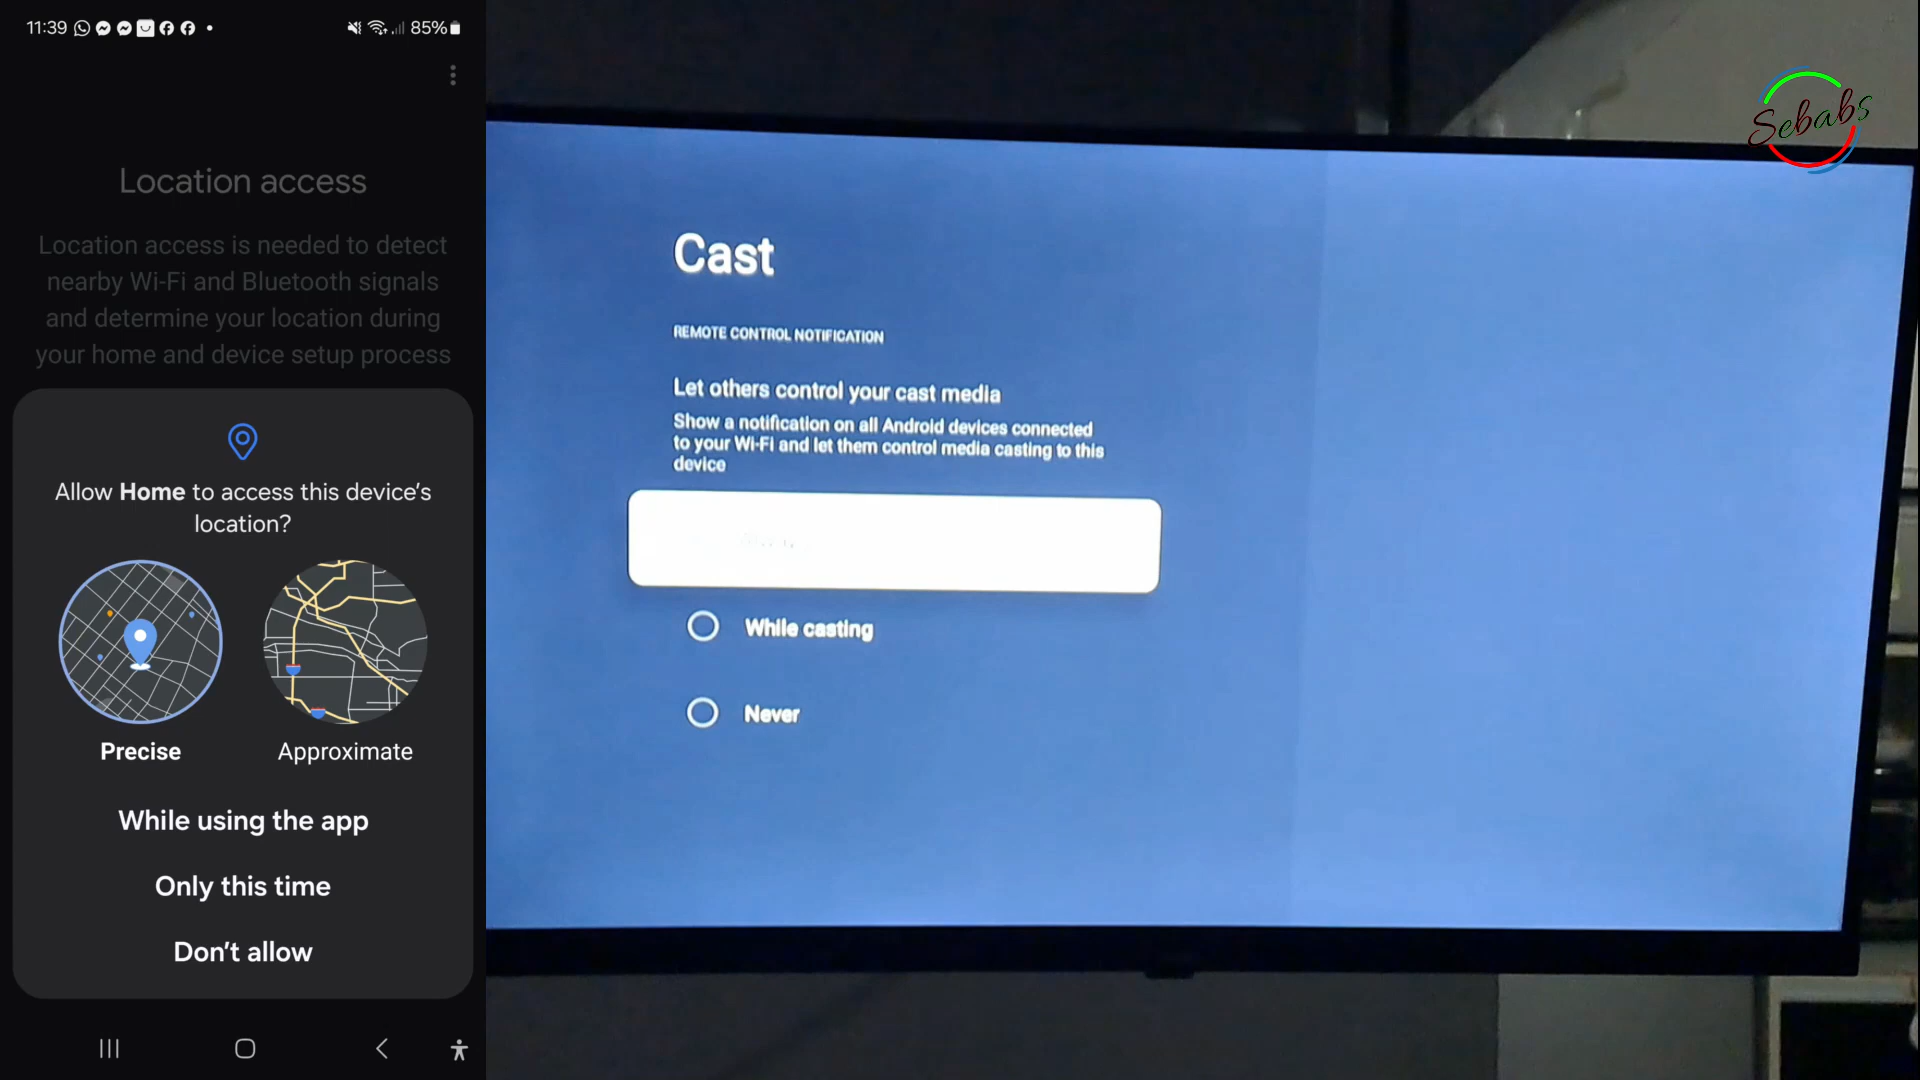 11:39
85%
Location access
Location access is needed to detect
nearby Wi-Fi and Bluetooth signals
and determine your location during
your home and device setup process
Allow Home to access this device's
location?
Precise
Approximate
While using the app
Only this time
Don't allow
Sebabs
Cast
REMOTE CONTROL NOTIFICATION
Let others control your cast media
Show a notification on all Android devices connected
to your Wi-Fi and let them control media casting to this
device
While casting
Never